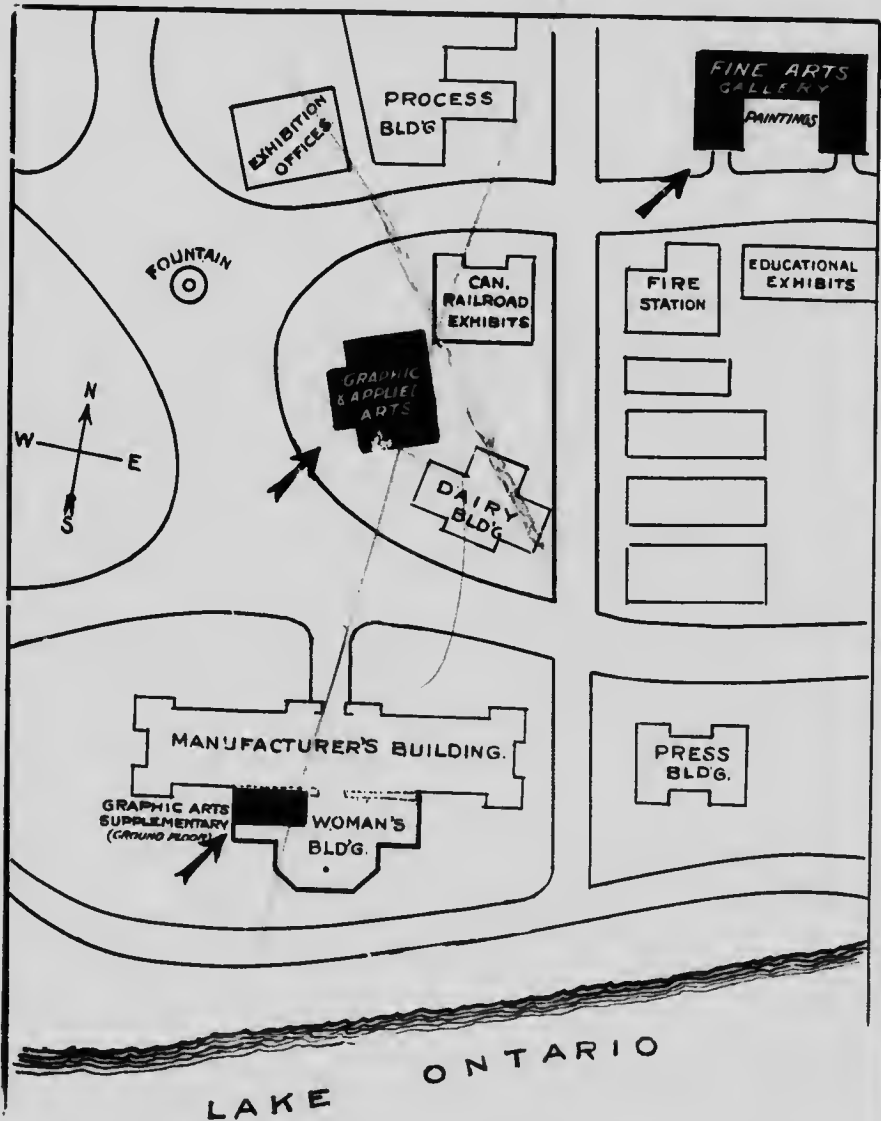 FINE ARTS
GALLERY
PAINTINGS
PROCESS
BLD'G
EXHIBITION
OFFICES
FOUNTAIN
CAN.
RAILROAD
EXHIBITS
FIRE
STATION
EDUCATIONAL
EXHIBITS
GRAPHIC
& APPLIED
ARTS
N
W
E
S
DAIRY
BLD'G
MANUFACTURER'S BUILDING.
PRESS
BLD'G.
GRAPHIC ARTS
SUPPLEMENTARY
(GROUND FLOOR)
WOMAN'S
BLD'G.
LAKE ONTARIO